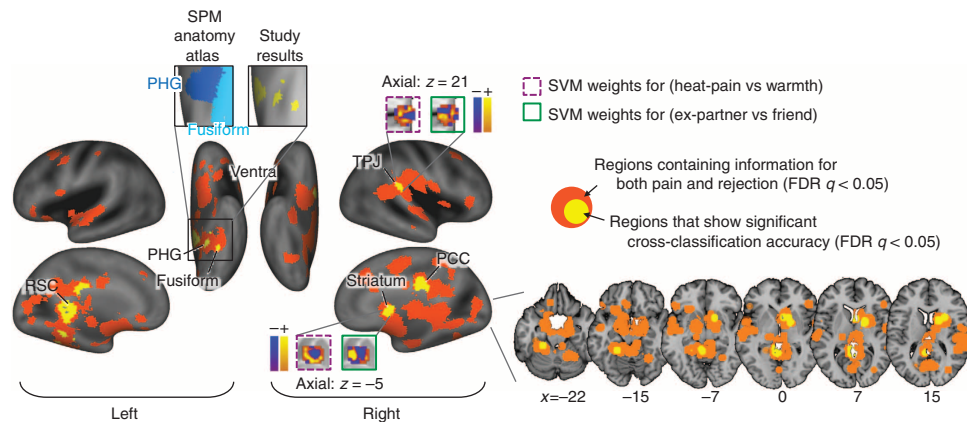 SPM
anatomy
atlas
Study
results
PHG
Fusiform
Axial: z = 21
– +
SVM weights for (heat-pain vs warmth)
SVM weights for (ex-partner vs friend)
TPJ
Ventral
Regions containing information for
both pain and rejection (FDR q < 0.05)
Regions that show significant
cross-classification accuracy (FDR q < 0.05)
PHG
Fusiform
RSC
Striatum
PCC
– +
Axial: z = –5
x=–22
–15
–7
0
7
15
Left
Right